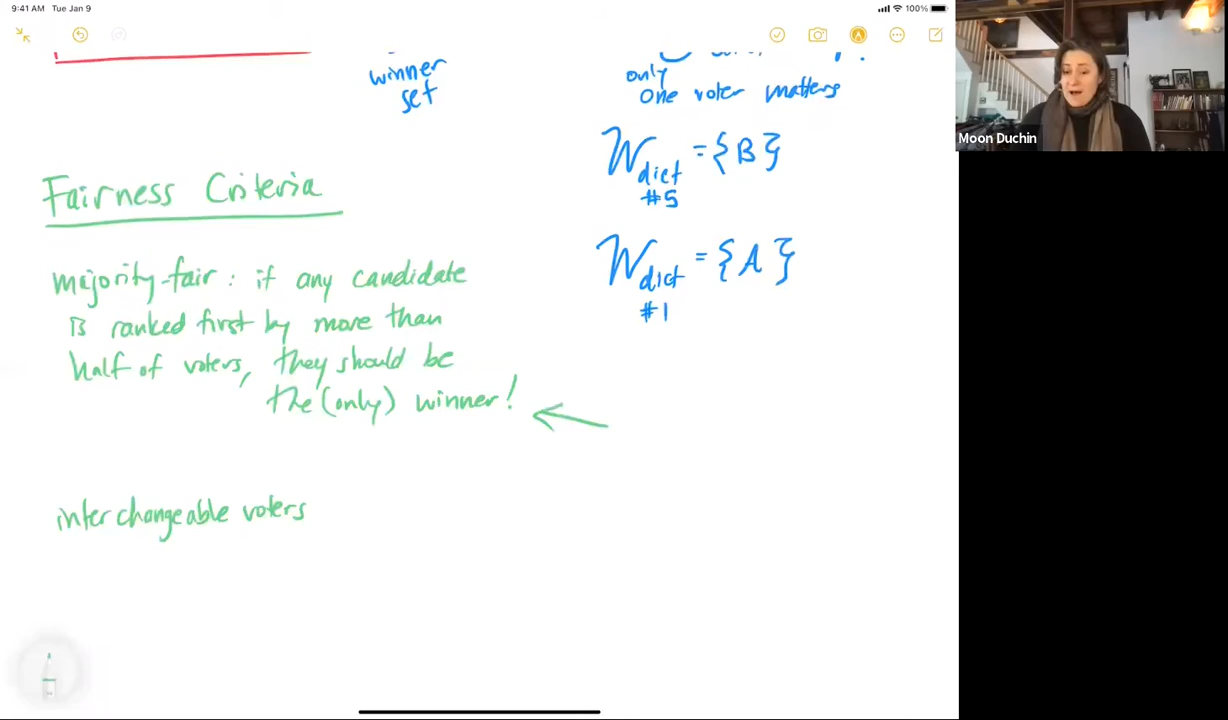 9:41 AM Tue Jan 9
100%
winner
set
only
one voter matters
W dict #5 = {B}
Fairness Criteria
W dict #1 = {A}
majority-fair: if any candidate
is ranked first by more than
half of voters, they should be
the (only) winner!
interchangeable voters
Moon Duchin